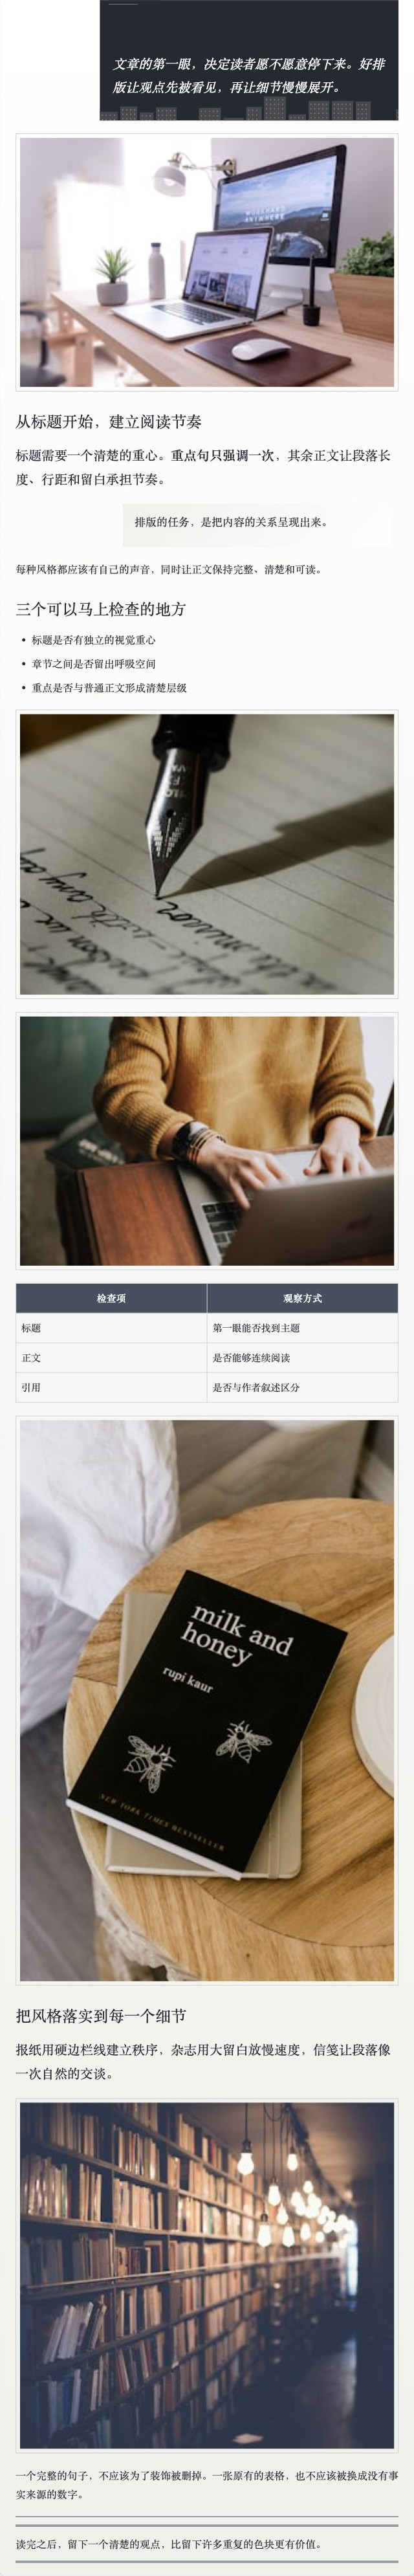 文章的第一眼，决定读者愿不愿意停下来。好排
版让观点先被看见，再让细节慢慢展开。
WORKHARD
ANYWHERE
从标题开始，建立阅读节奏
标题需要一个清楚的重心。重点句只强调一次，其余正文让段落长
度、行距和留白承担节奏。
排版的任务，是把内容的关系呈现出来。
每种风格都应该有自己的声音，同时让正文保持完整、清楚和可读。
三个可以马上检查的地方
• 标题是否有独立的视觉重心
• 章节之间是否留出呼吸空间
• 重点是否与普通正文形成清楚层级
检查项 观察方式
标题 第一眼能否找到主题
正文 是否能够连续阅读
引用 是否与作者叙述区分
milk and
honey
rupi kaur
NEW YORK TIMES BESTSELLER
把风格落实到每一个细节
报纸用硬边栏线建立秩序，杂志用大留白放慢速度，信笺让段落像
一次自然的交谈。
一个完整的句子，不应该为了装饰被删掉。一张原有的表格，也不应该被换成没有事
实来源的数字。
读完之后，留下一个清楚的观点，比留下许多重复的色块更有价值。